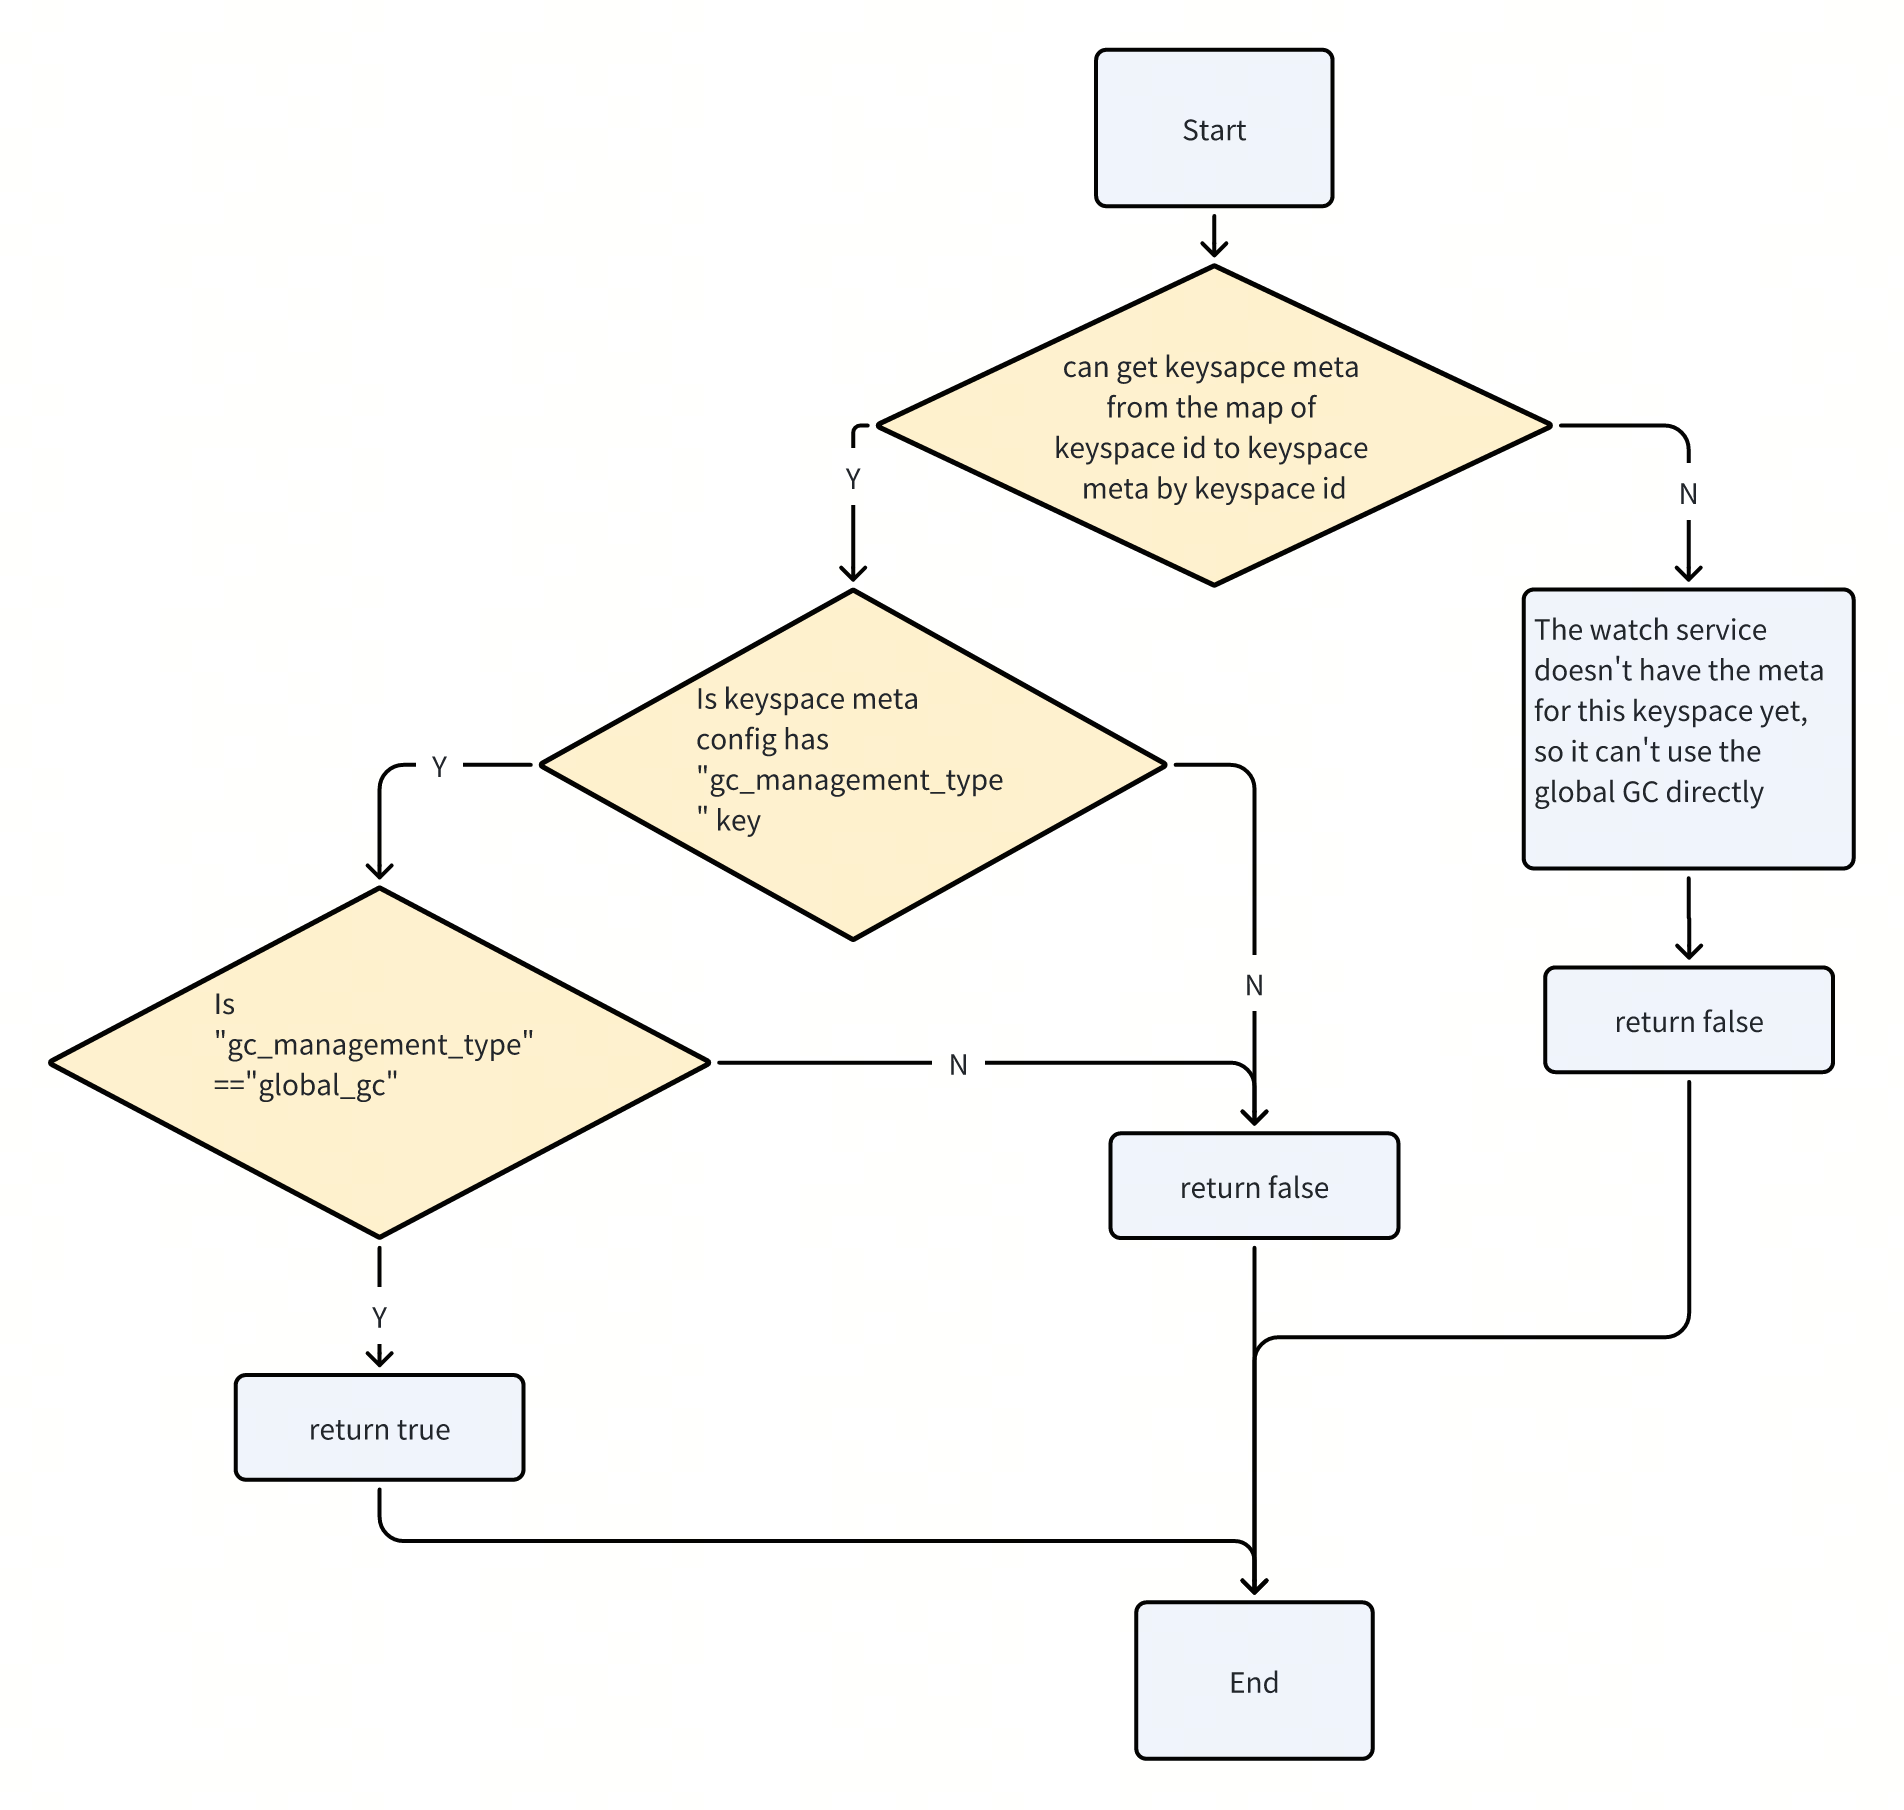 Start
can get keysapce meta
from the map of
keyspace id to keyspace
meta by keyspace id
Y
N
The watch service
doesn't have the meta
for this keyspace yet,
so it can't use the
global GC directly
Is keyspace meta
config has
"gc_management_type
" key
Y
N
Is
"gc_management_type"
=="global_gc"
N
return false
return false
Y
return true
End